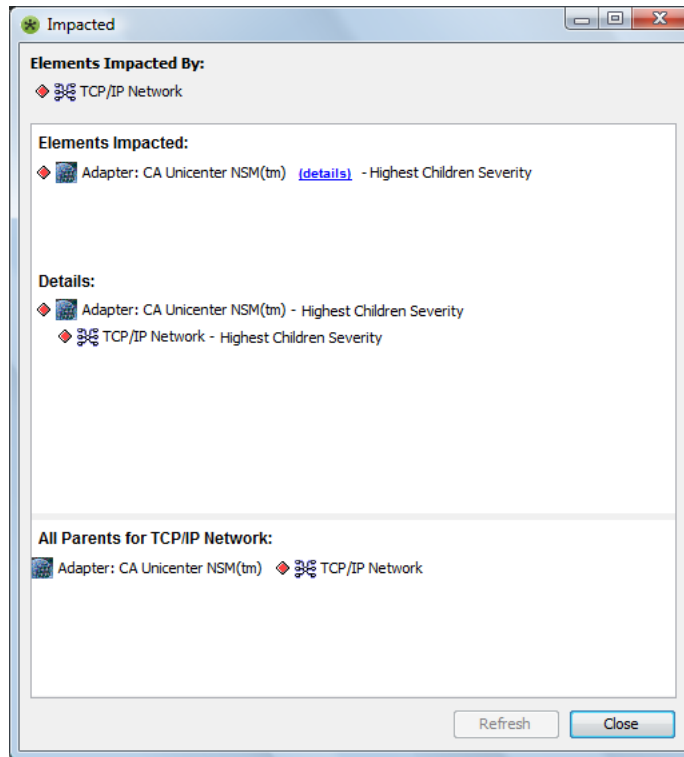 Impacted
Elements Impacted By:
TCP/IP Network
Elements Impacted:
Adapter: CA Unicenter NSM(tm) (details) - Highest Children Severity
Details:
Adapter: CA Unicenter NSM(tm) - Highest Children Severity
TCP/IP Network - Highest Children Severity
All Parents for TCP/IP Network:
Adapter: CA Unicenter NSM(tm) TCP/IP Network
Refresh Close